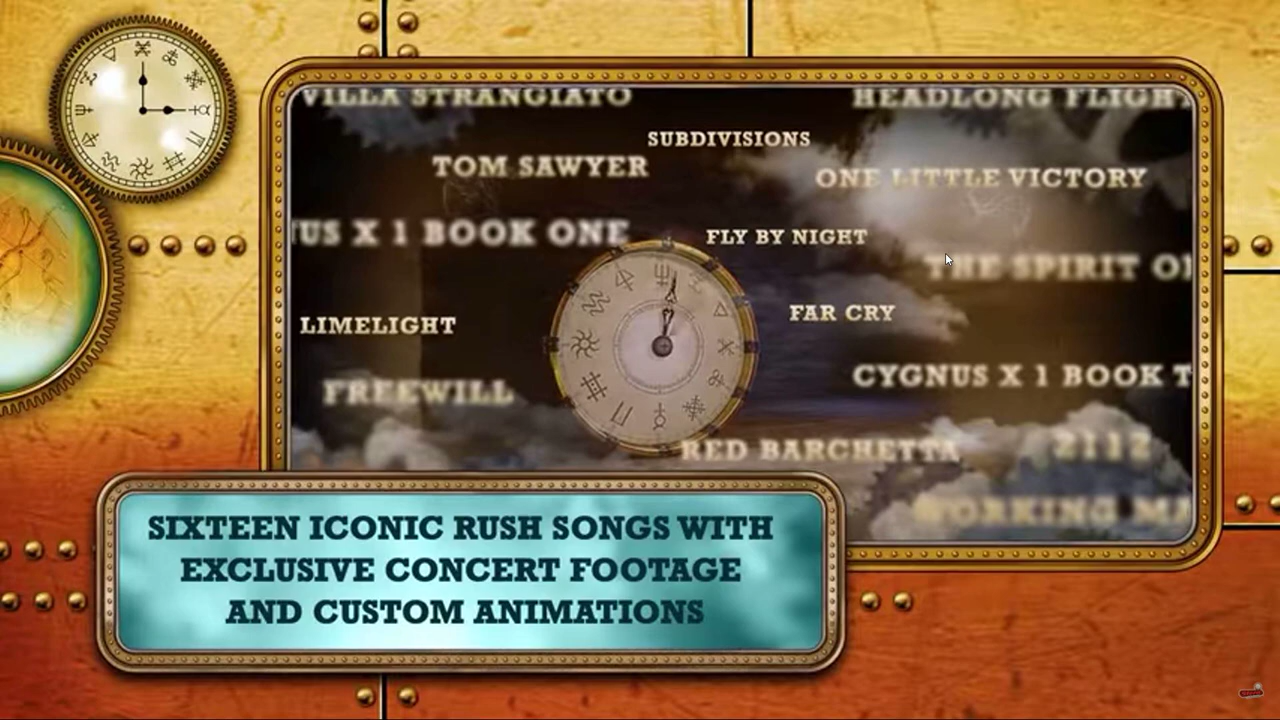 VILLA STRANGIATO
HEADLONG FLIGHT
SUBDIVISIONS
TOM SAWYER
ONE LITTLE VICTORY
US X 1 BOOK ONE
FLY BY NIGHT
THE SPIRIT O
LIMELIGHT
FAR CRY
FREEWILL
CYGNUS X 1 BOOK T
RED BARCHETTA
2112
WORKING MA
SIXTEEN ICONIC RUSH SONGS WITH
EXCLUSIVE CONCERT FOOTAGE
AND CUSTOM ANIMATIONS